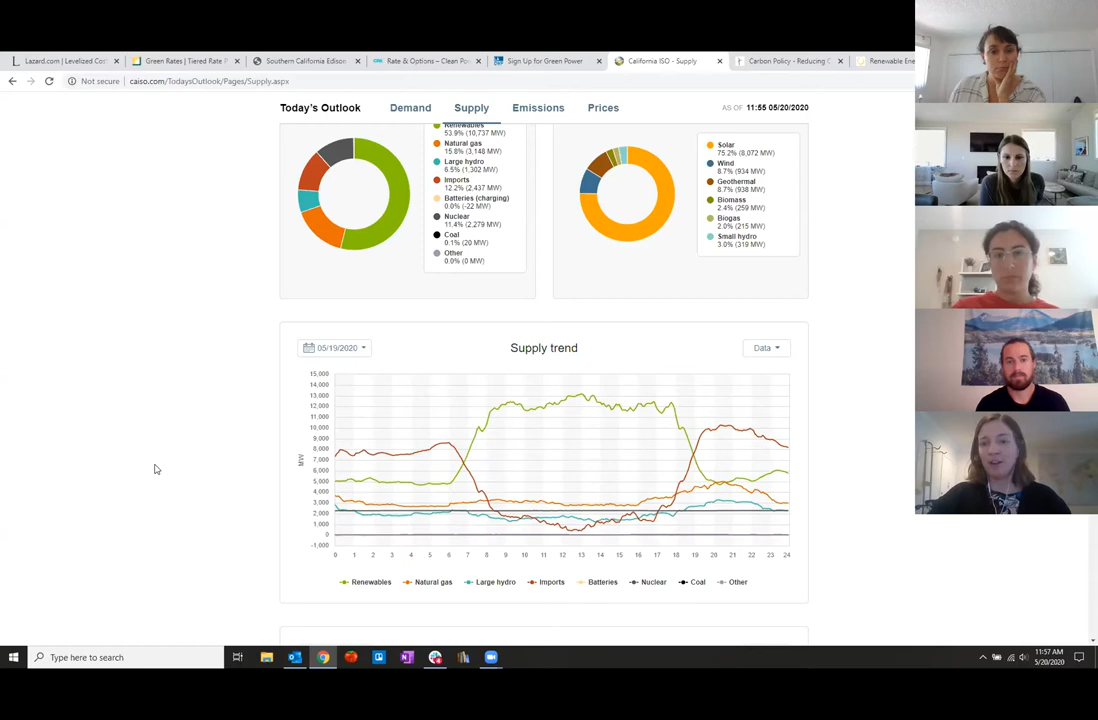 Lazard.com | Levelized Cost
Green Rates | Tiered Rate P
Southern California Edison
Rate & Options – Clean Pow
Sign Up for Green Power
California ISO - Supply
Carbon Policy - Reducing C
Renewable Ene
Not secure
caiso.com/TodaysOutlook/Pages/Supply.aspx
Today's Outlook
Demand
Supply
Emissions
Prices
AS OF 11:55 05/20/2020
Renewables
53.9% (10,737 MW)
Natural gas
15.8% (3,148 MW)
Large hydro
6.5% (1,302 MW)
Imports
12.2% (2,437 MW)
Batteries (charging)
0.0% (-22 MW)
Nuclear
11.4% (2,279 MW)
Coal
0.1% (20 MW)
Other
0.0% (0 MW)
Solar
75.2% (8,072 MW)
Wind
8.7% (934 MW)
Geothermal
8.7% (938 MW)
Biomass
2.4% (259 MW)
Biogas
2.0% (215 MW)
Small hydro
3.0% (319 MW)
05/19/2020
Supply trend
Data
15,000
14,000
13,000
12,000
11,000
10,000
9,000
8,000
7,000
6,000
5,000
4,000
3,000
2,000
1,000
0
-1,000
MW
0 1 2 3 4 5 6 7 8 9 10 11 12 13 14 15 16 17 18 19 20 21 22 23 24
Renewables Natural gas Large hydro Imports Batteries Nuclear Coal Other
Type here to search
11:57 AM
5/20/2020